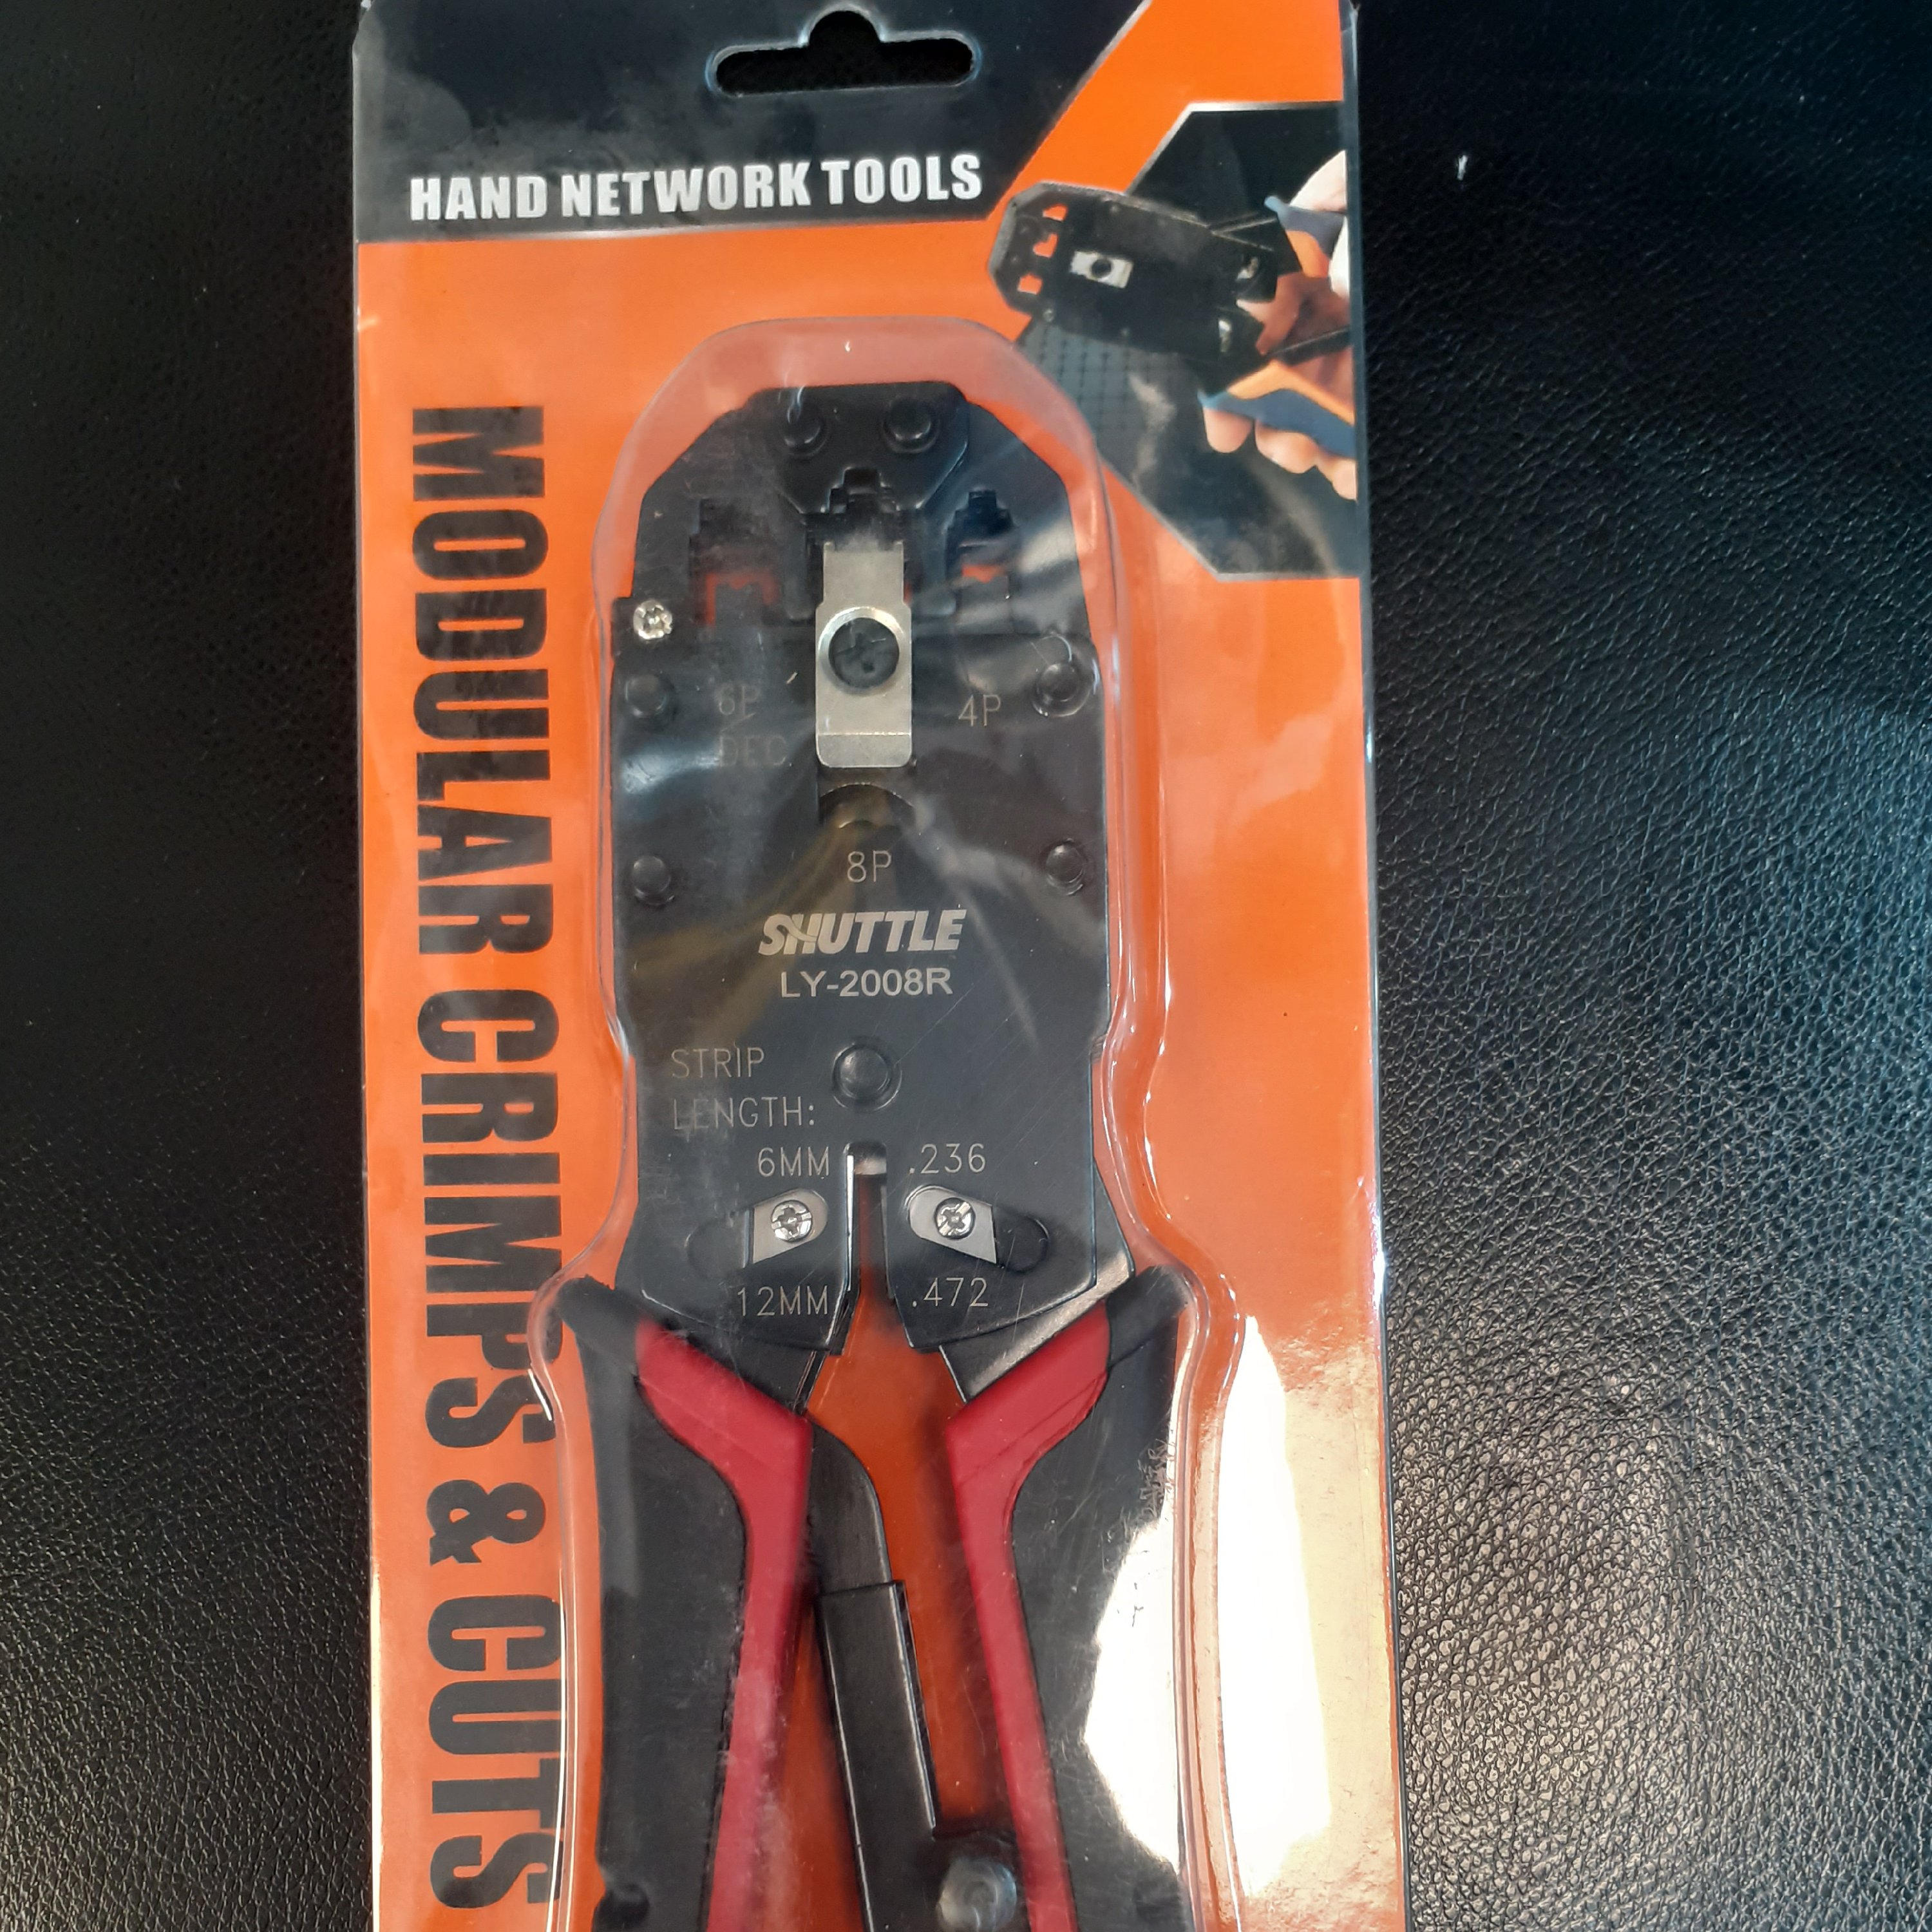 HAND NETWORK TOOLS
MODULAR CRIMPS & CUTS
6P
DEC.
4P
8P
SHUTTLE
LY-2008R
STRIP
LENGTH:
6MM .236
12MM .472